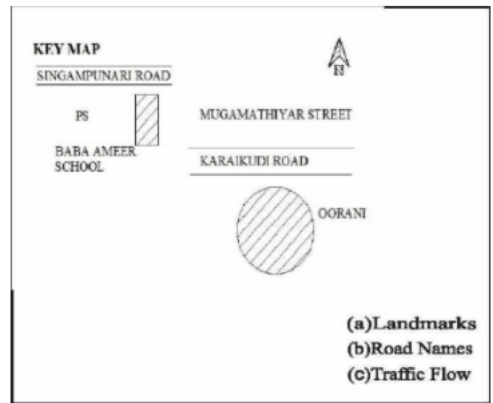 KEY MAP
N
SINGAMPUNARI ROAD
PS
MUGAMATHIYAR STREET
BABA AMEER
SCHOOL
KARAIKUDI ROAD
OORANI
(a)Landmarks
(b)Road Names
(c)Traffic Flow